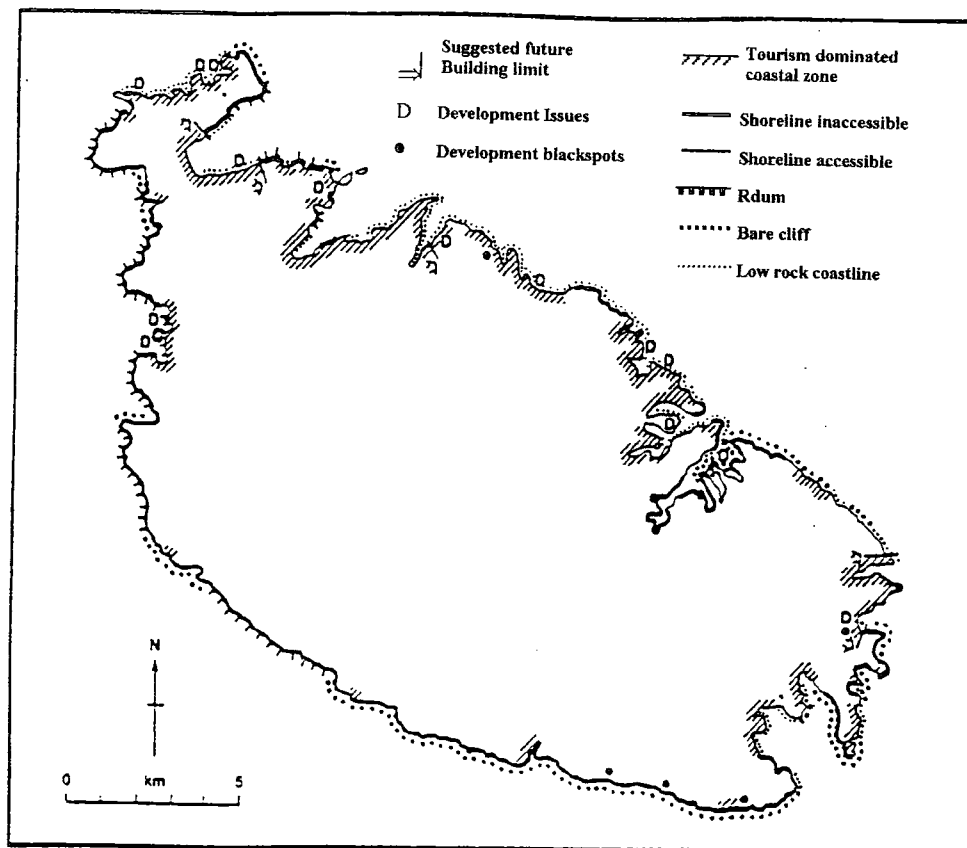 Suggested future
Building limit
D Development Issues
Development blackspots
Tourism dominated
coastal zone
Shoreline inaccessible
Shoreline accessible
Rdum
Bare cliff
Low rock coastline
D
D D
D
D
D
D
D
D
D
D
D
D
D
D
N
0 km 5